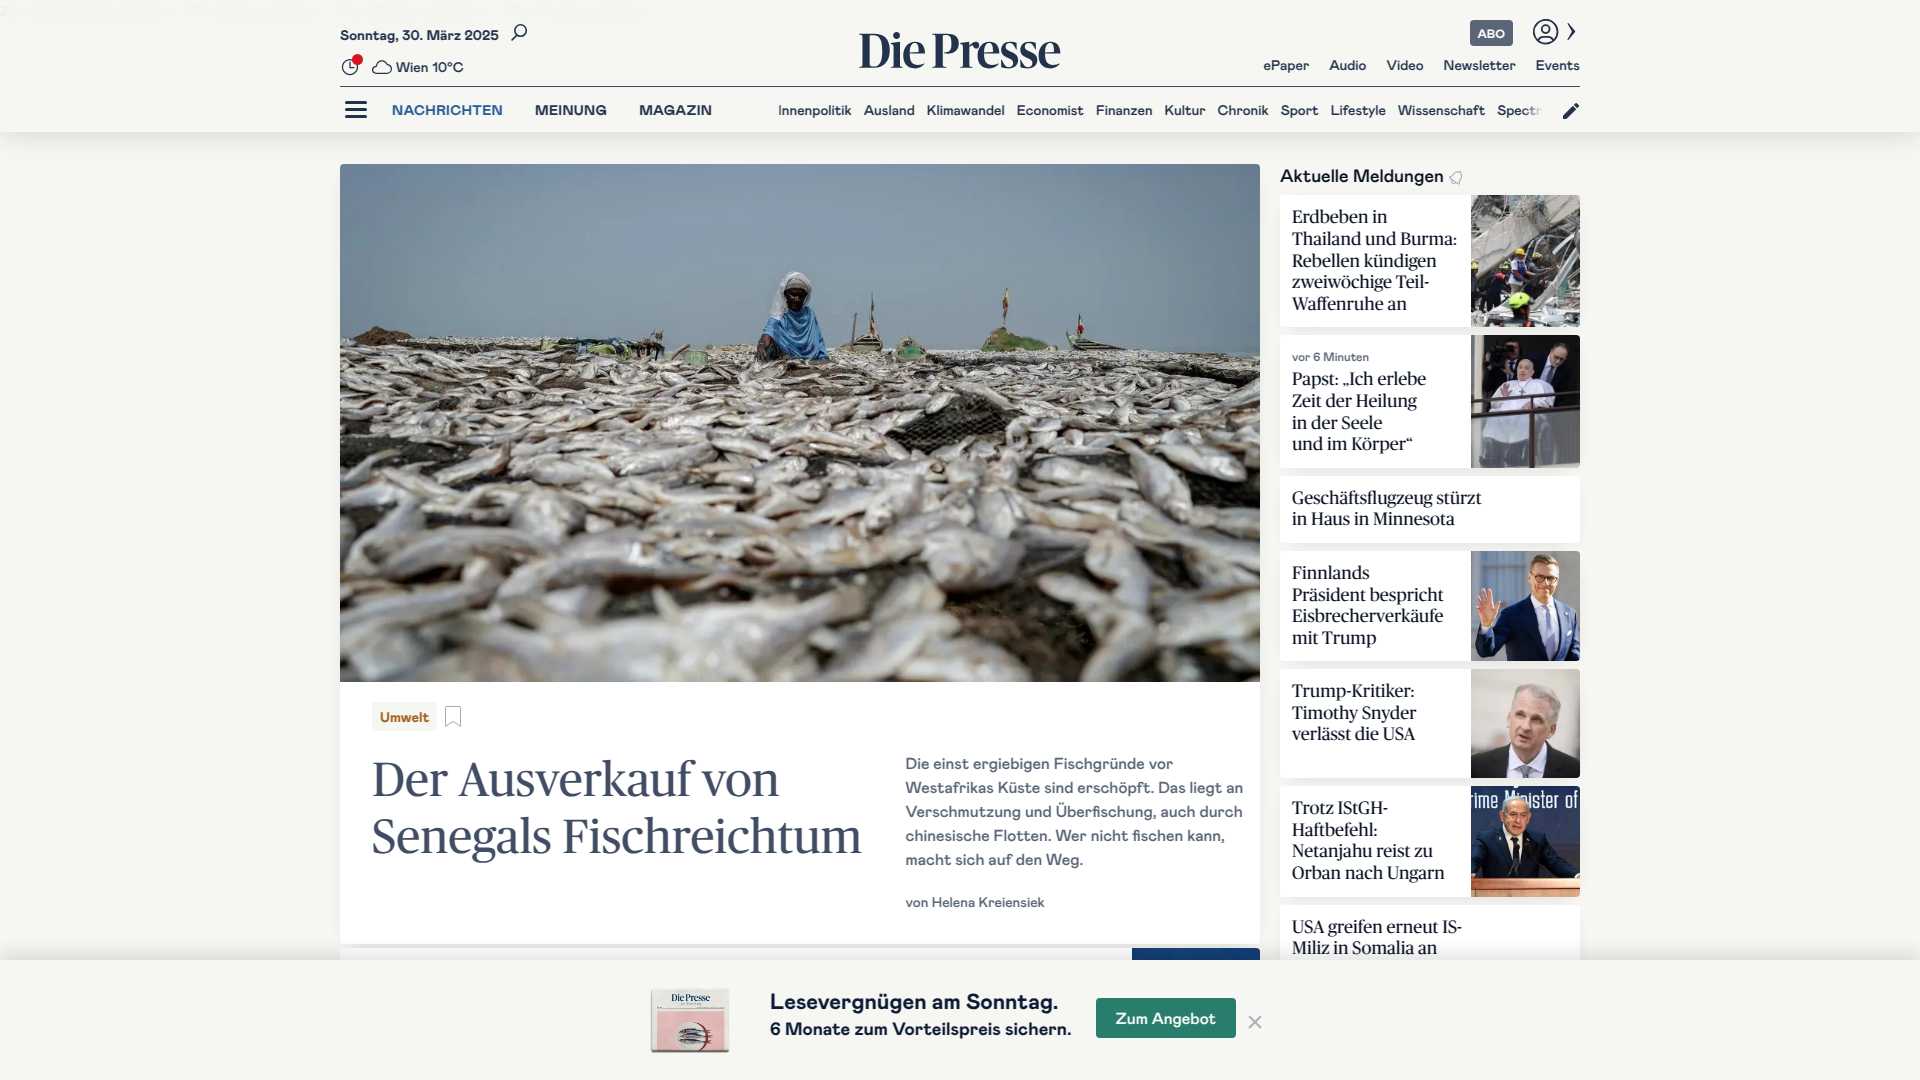 Sonntag, 30. März 2025
Die Presse
ABO
Wien 10°C
ePaper Audio Video Newsletter Events
NACHRICHTEN MEINUNG MAGAZIN
Innenpolitik Ausland Klimawandel Economist Finanzen Kultur Chronik Sport Lifestyle Wissenschaft Spectr
Umwelt
Der Ausverkauf von
Senegals Fischreichtum
Die einst ergiebigen Fischgründe vor
Westafrikas Küste sind erschöpft. Das liegt an
Verschmutzung und Überfischung, auch durch
chinesische Flotten. Wer nicht fischen kann,
macht sich auf den Weg.
von Helena Kreiensiek
Aktuelle Meldungen
Erdbeben in
Thailand und Burma:
Rebellen kündigen
zweiwöchige Teil-
Waffenruhe an
vor 6 Minuten
Papst: „Ich erlebe
Zeit der Heilung
in der Seele
und im Körper“
Geschäftsflugzeug stürzt
in Haus in Minnesota
Finnlands
Präsident bespricht
Eisbrecherverkäufe
mit Trump
Trump-Kritiker:
Timothy Snyder
verlässt die USA
Trotz IStGH-
Haftbefehl:
Netanjahu reist zu
Orban nach Ungarn
rime Minister of
USA greifen erneut IS-
Miliz in Somalia an
Die Presse
Lesevergnügen am Sonntag.
6 Monate zum Vorteilspreis sichern.
Zum Angebot